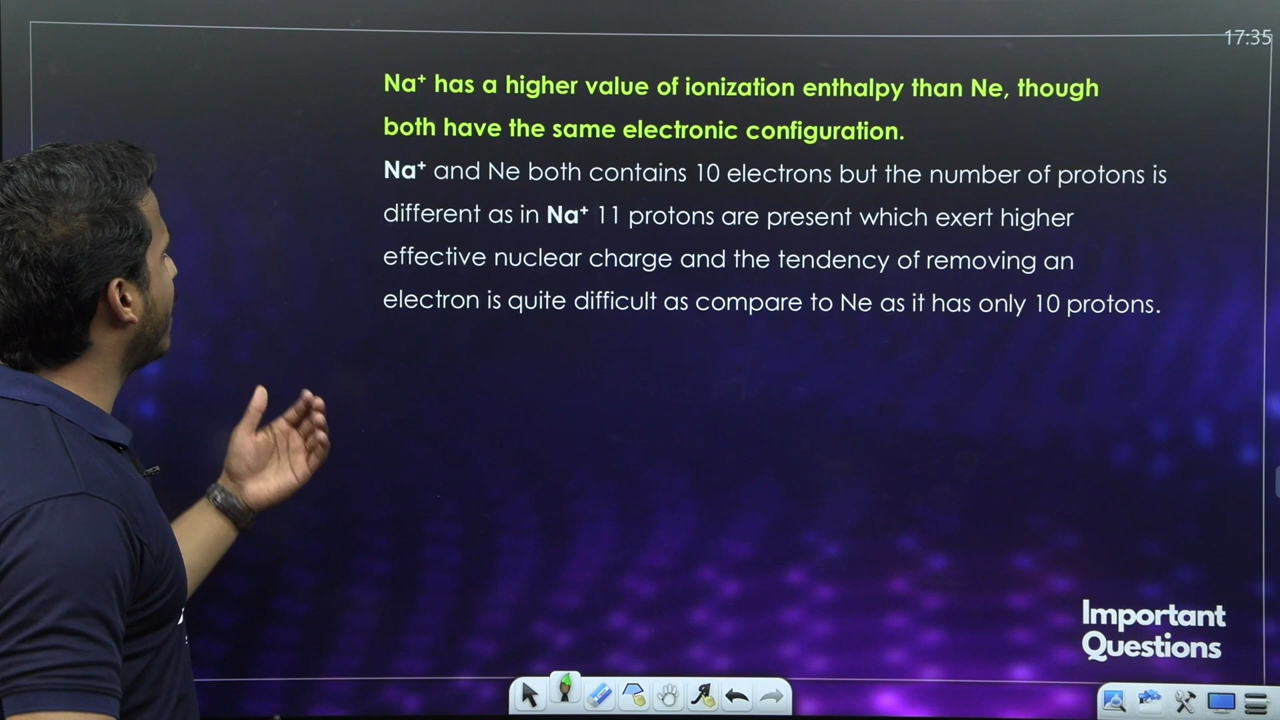 17:35
Na⁺ has a higher value of ionization enthalpy than Ne, though
both have the same electronic configuration.
Na⁺ and Ne both contains 10 electrons but the number of protons is
different as in Na⁺ 11 protons are present which exert higher
effective nuclear charge and the tendency of removing an
electron is quite difficult as compare to Ne as it has only 10 protons.
Important
Questions